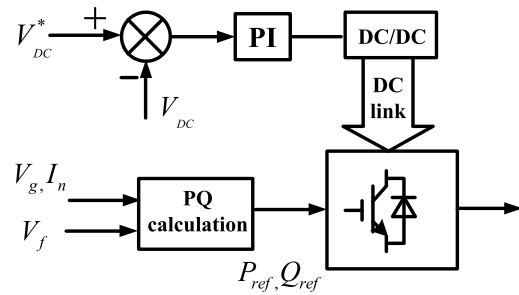 V*DC
+
PI
DC/DC
−
VDC
DC
link
Vg,In
Vf
PQ
calculation
Pref,Qref